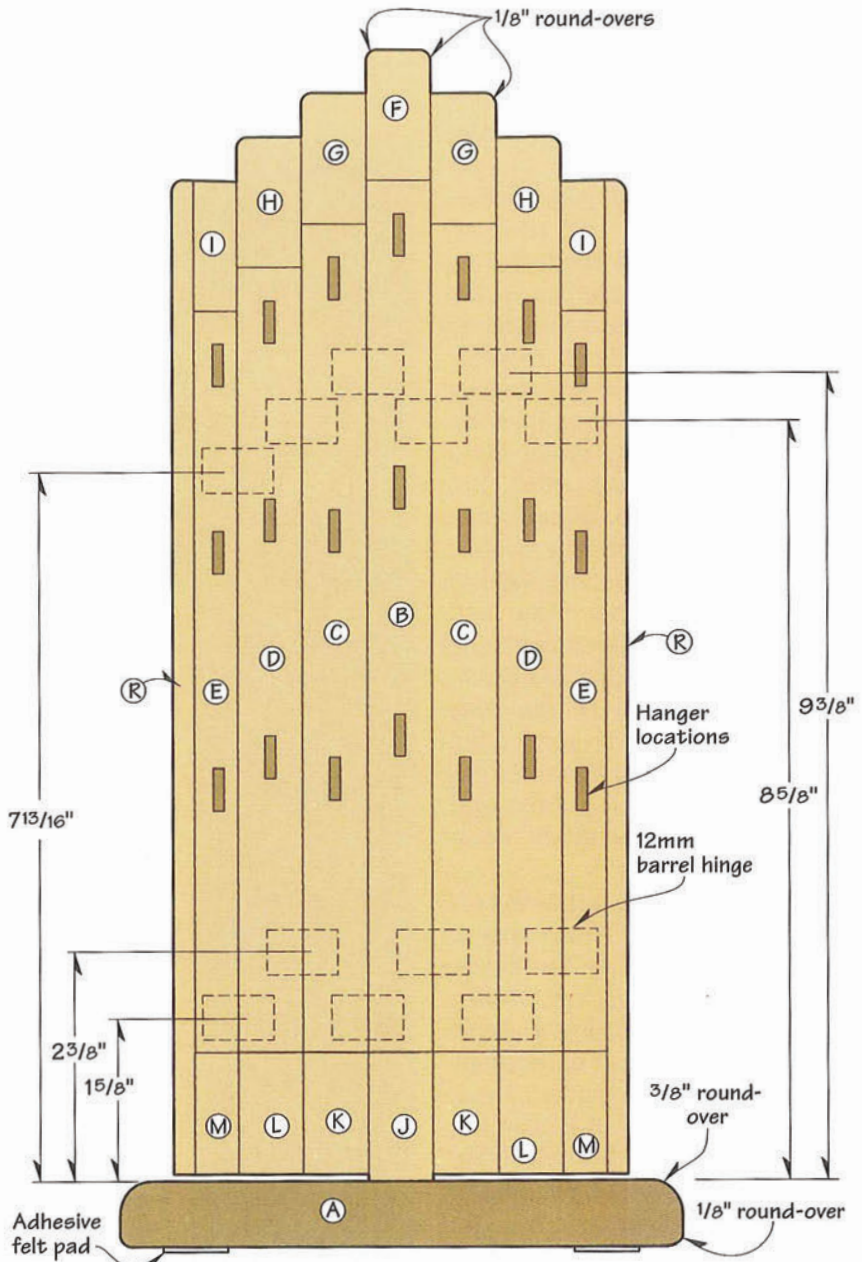 1/8" round-overs
F
G
G
H
H
I
I
B
C
C
D
D
R
E
E
R
9 3/8"
Hanger
locations
8 5/8"
7 13/16"
12mm
barrel hinge
2 3/8"
1 5/8"
3/8" round-
over
M
L
K
J
K
L
M
A
1/8" round-over
Adhesive
felt pad